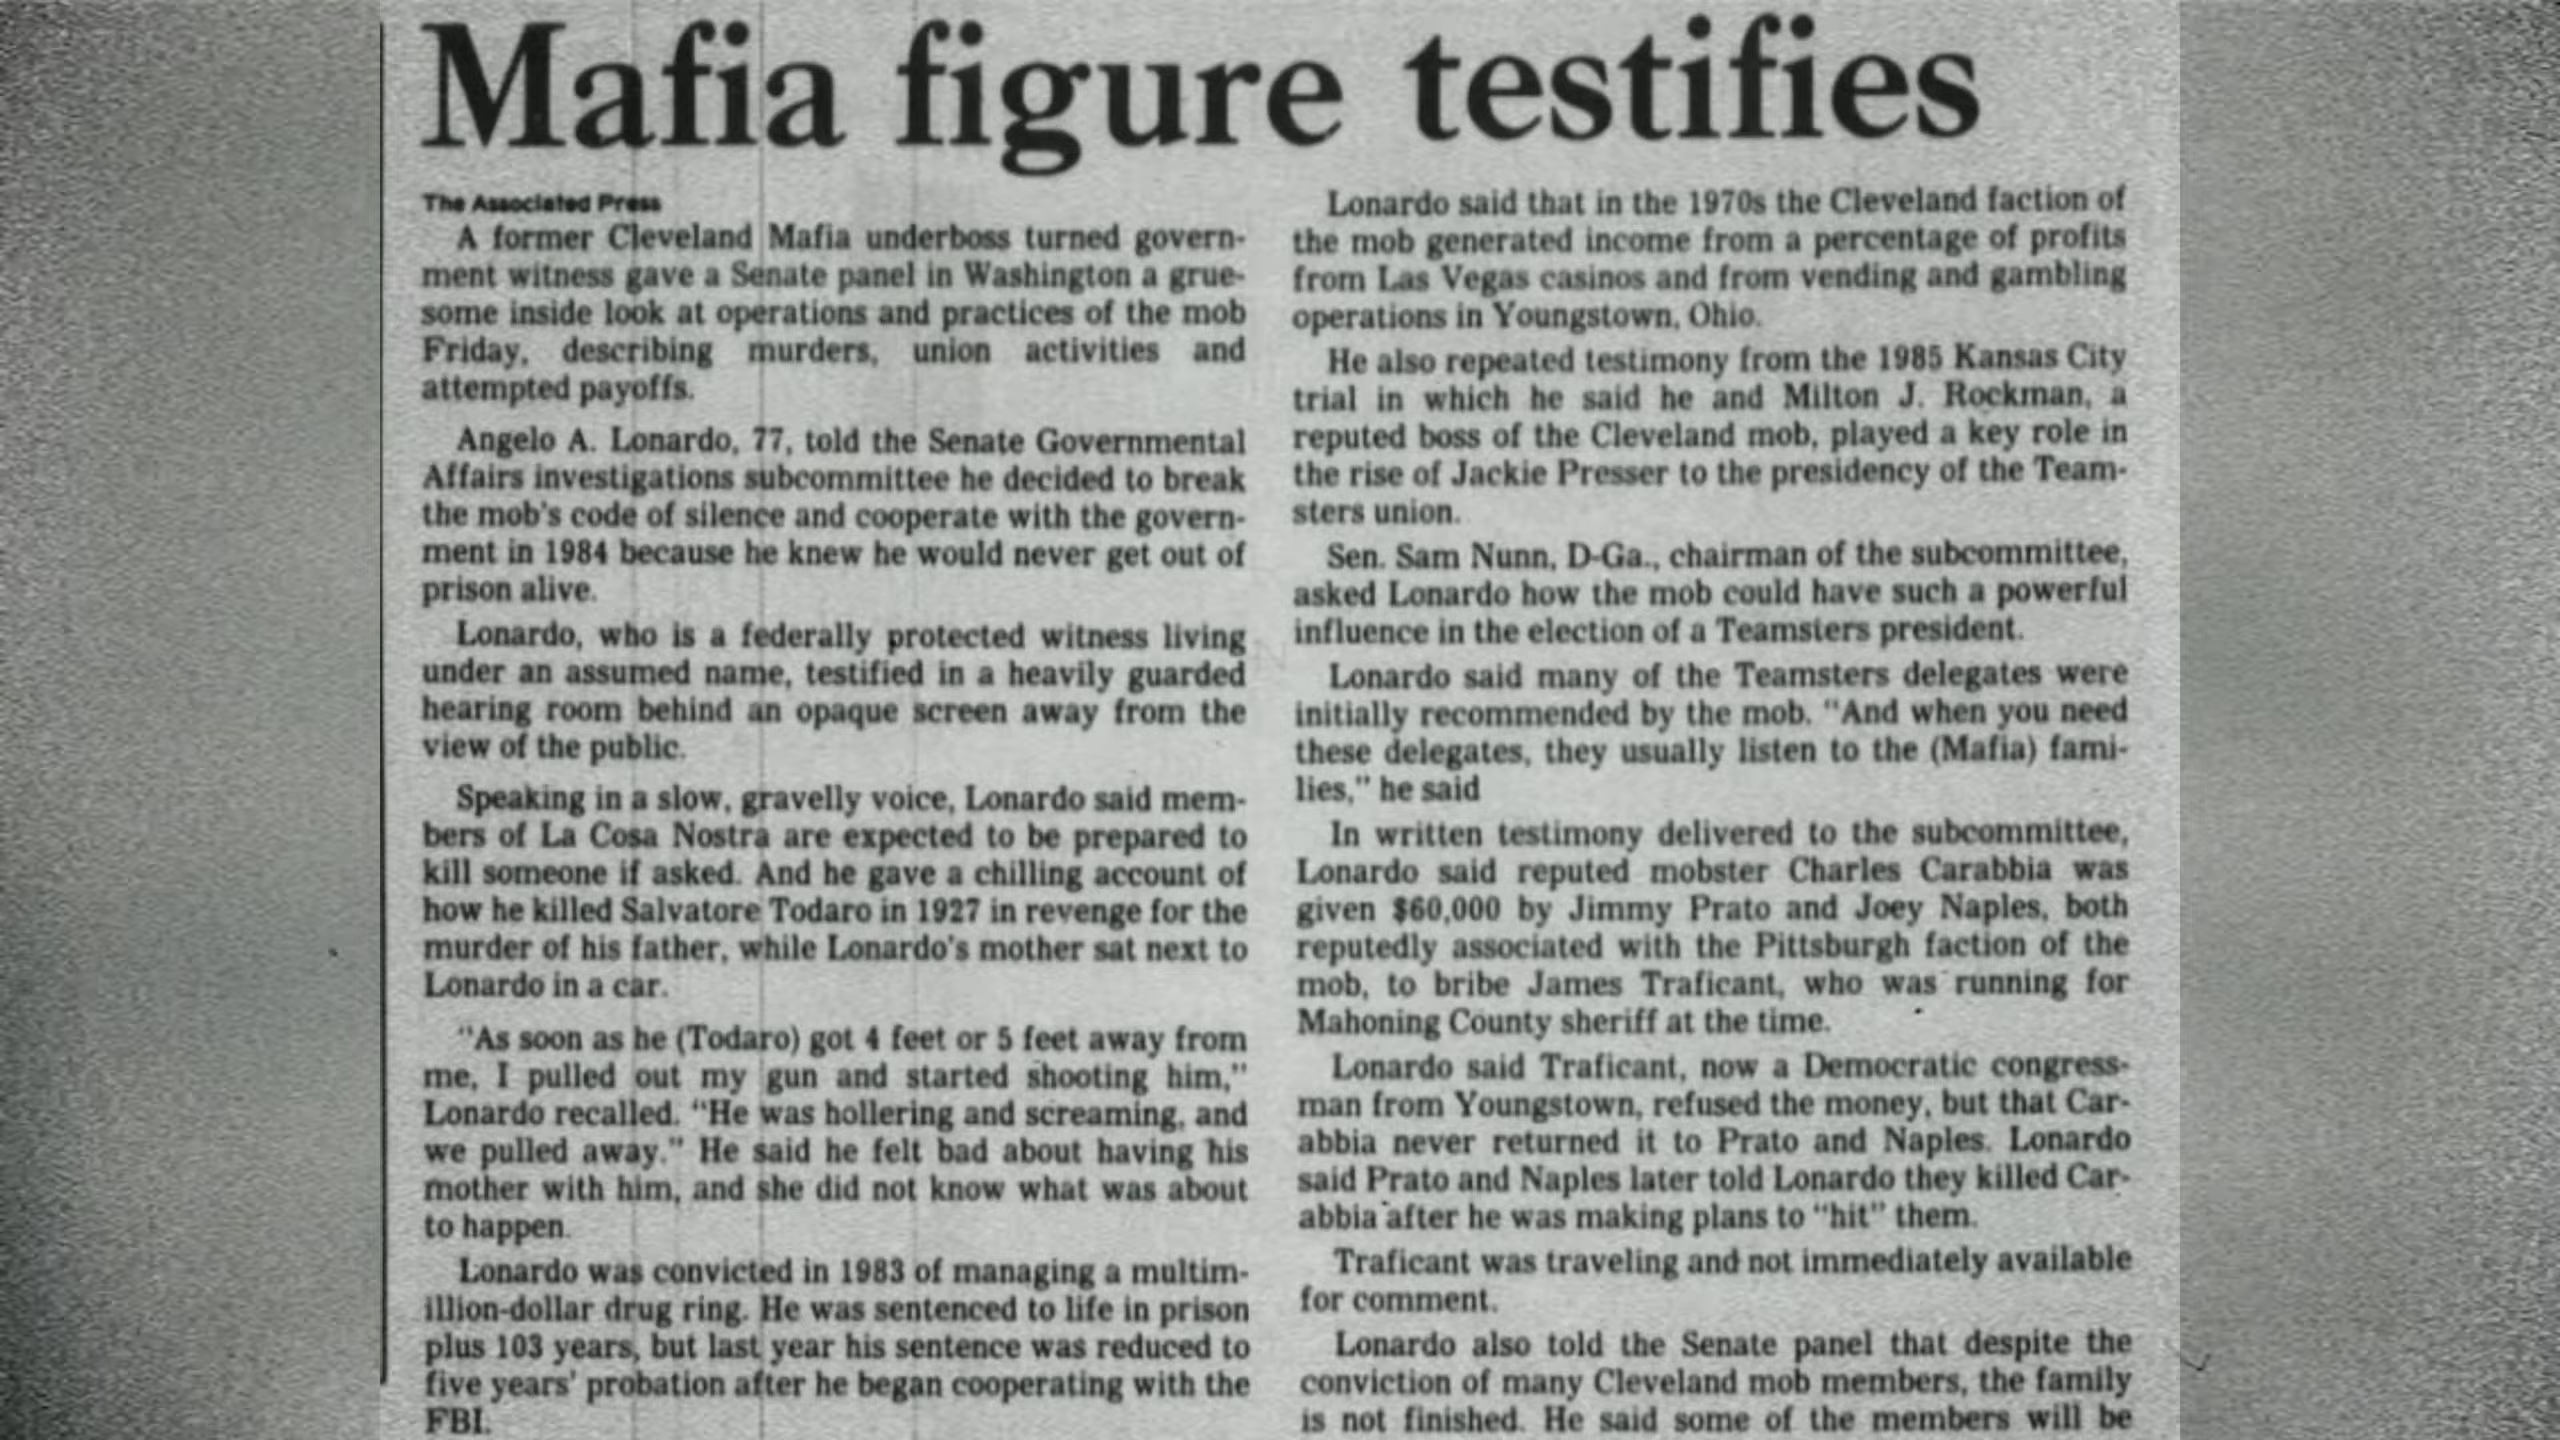 Mafia figure testifies
The Associated Press
A former Cleveland Mafia underboss turned govern-
ment witness gave a Senate panel in Washington a grue-
some inside look at operations and practices of the mob
Friday, describing murders, union activities and
attempted payoffs.
Angelo A. Lonardo, 77, told the Senate Governmental
Affairs investigations subcommittee he decided to break
the mob's code of silence and cooperate with the govern-
ment in 1984 because he knew he would never get out of
prison alive.
Lonardo, who is a federally protected witness living
under an assumed name, testified in a heavily guarded
hearing room behind an opaque screen away from the
view of the public.
Speaking in a slow, gravelly voice, Lonardo said mem-
bers of La Cosa Nostra are expected to be prepared to
kill someone if asked. And he gave a chilling account of
how he killed Salvatore Todaro in 1927 in revenge for the
murder of his father, while Lonardo's mother sat next to
Lonardo in a car.
"As soon as he (Todaro) got 4 feet or 5 feet away from
me, I pulled out my gun and started shooting him,"
Lonardo recalled. "He was hollering and screaming, and
we pulled away." He said he felt bad about having his
mother with him, and she did not know what was about
to happen.
Lonardo was convicted in 1983 of managing a multim-
illion-dollar drug ring. He was sentenced to life in prison
plus 103 years, but last year his sentence was reduced to
five years' probation after he began cooperating with the
FBI.
Lonardo said that in the 1970s the Cleveland faction of
the mob generated income from a percentage of profits
from Las Vegas casinos and from vending and gambling
operations in Youngstown, Ohio.
He also repeated testimony from the 1985 Kansas City
trial in which he said he and Milton J. Rockman, a
reputed boss of the Cleveland mob, played a key role in
the rise of Jackie Presser to the presidency of the Team-
sters union.
Sen. Sam Nunn, D-Ga., chairman of the subcommittee,
asked Lonardo how the mob could have such a powerful
influence in the election of a Teamsters president.
Lonardo said many of the Teamsters delegates were
initially recommended by the mob. "And when you need
these delegates, they usually listen to the (Mafia) fami-
lies," he said
In written testimony delivered to the subcommittee,
Lonardo said reputed mobster Charles Carabbia was
given $60,000 by Jimmy Prato and Joey Naples, both
reputedly associated with the Pittsburgh faction of the
mob, to bribe James Traficant, who was running for
Mahoning County sheriff at the time.
Lonardo said Traficant, now a Democratic congress-
man from Youngstown, refused the money, but that Car-
abbia never returned it to Prato and Naples. Lonardo
said Prato and Naples later told Lonardo they killed Car-
abbia after he was making plans to "hit" them.
Traficant was traveling and not immediately available
for comment.
Lonardo also told the Senate panel that despite the
conviction of many Cleveland mob members, the family
is not finished. He said some of the members will be